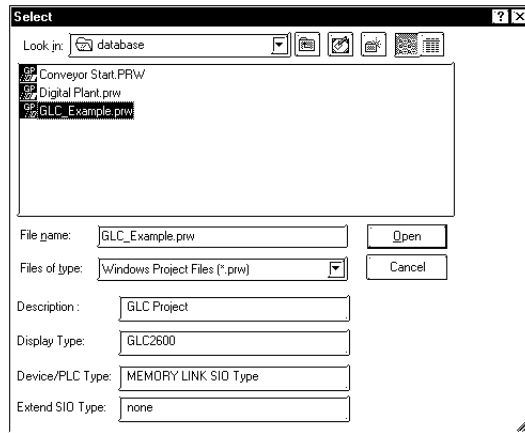 Select
Look in: database
Conveyor Start.PRW
Digital Plant.prw
GLC_Example.prw
File name: GLC_Example.prw Open
Files of type: Windows Project Files (*.prw) Cancel
Description : GLC Project
Display Type: GLC2600
Device/PLC Type: MEMORY LINK SIO Type
Extend SIO Type: none